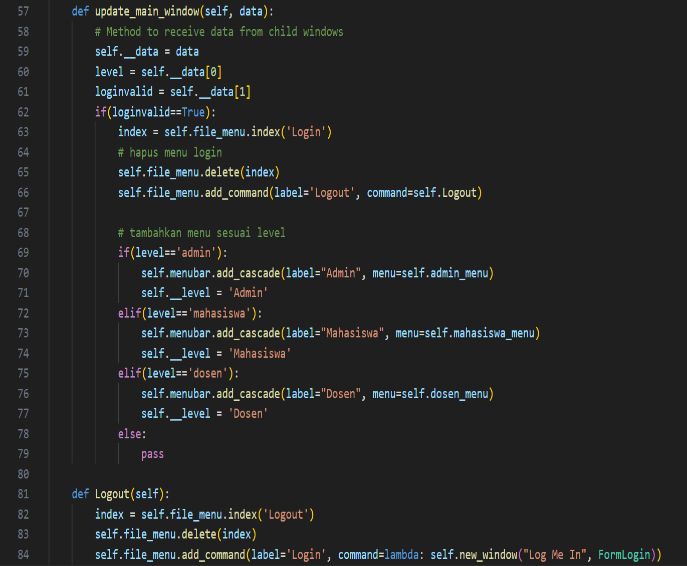 57 def update_main_window(self, data):
58 # Method to receive data from child windows
59 self.__data = data
60 level = self.__data[0]
61 loginvalid = self.__data[1]
62 if(loginvalid==True):
63 index = self.file_menu.index('Login')
64 # hapus menu login
65 self.file_menu.delete(index)
66 self.file_menu.add_command(label='Logout', command=self.Logout)
67
68 # tambahkan menu sesuai level
69 if(level=='admin'):
70 self.menubar.add_cascade(label="Admin", menu=self.admin_menu)
71 self.__level = 'Admin'
72 elif(level=='mahasiswa'):
73 self.menubar.add_cascade(label="Mahasiswa", menu=self.mahasiswa_menu)
74 self.__level = 'Mahasiswa'
75 elif(level=='dosen'):
76 self.menubar.add_cascade(label="Dosen", menu=self.dosen_menu)
77 self.__level = 'Dosen'
78 else:
79 pass
80
81 def Logout(self):
82 index = self.file_menu.index('Logout')
83 self.file_menu.delete(index)
84 self.file_menu.add_command(label='Login', command=lambda: self.new_window("Log Me In", FormLogin))